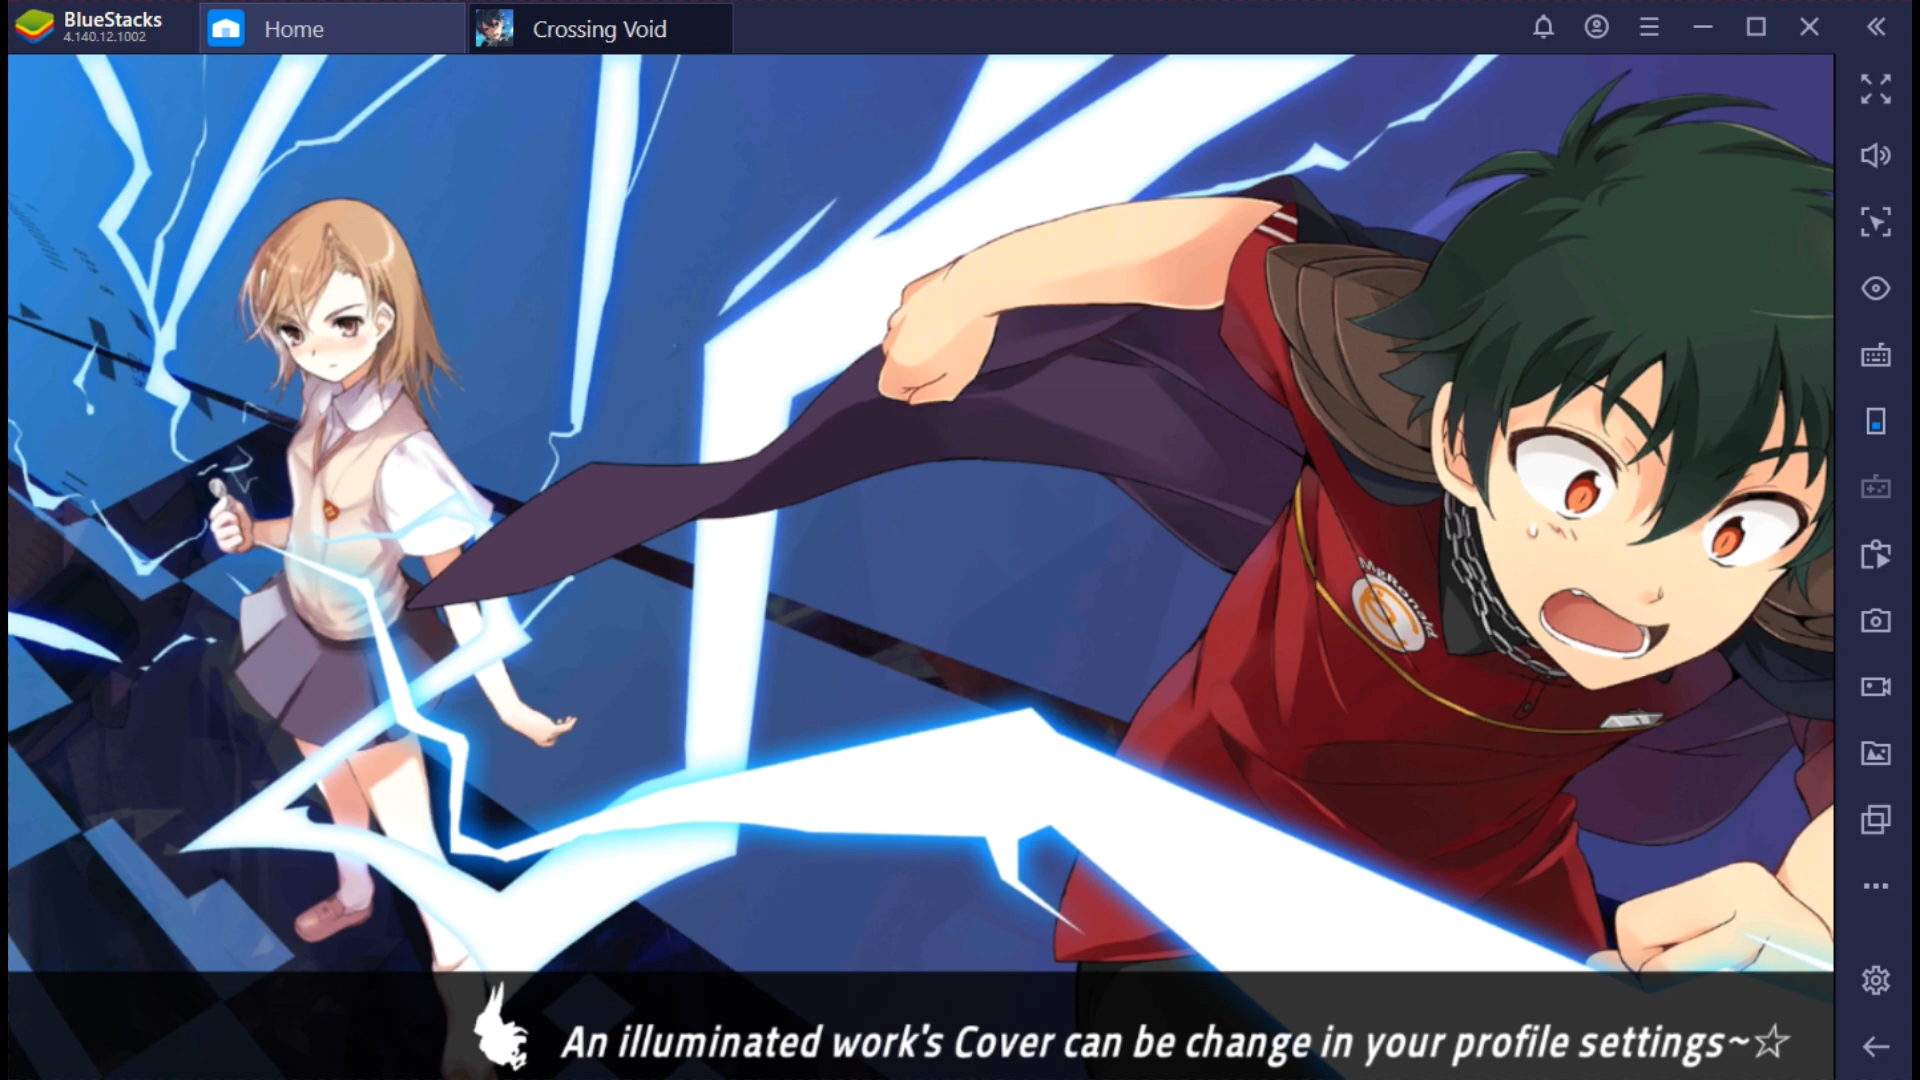 BlueStacks
4.140.12.1002
Home
Crossing Void
MgRonald
An illuminated work's Cover can be change in your profile settings~☆